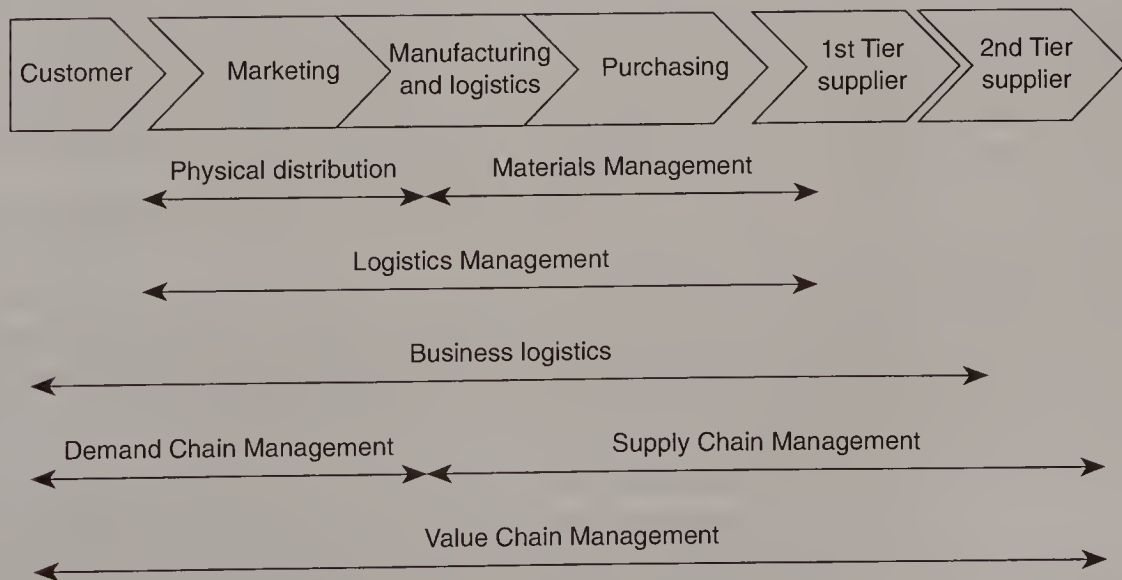 Customer
Marketing
Manufacturing
and logistics
Purchasing
1st Tier
supplier
2nd Tier
supplier
Physical distribution
Materials Management
Logistics Management
Business logistics
Demand Chain Management
Supply Chain Management
Value Chain Management